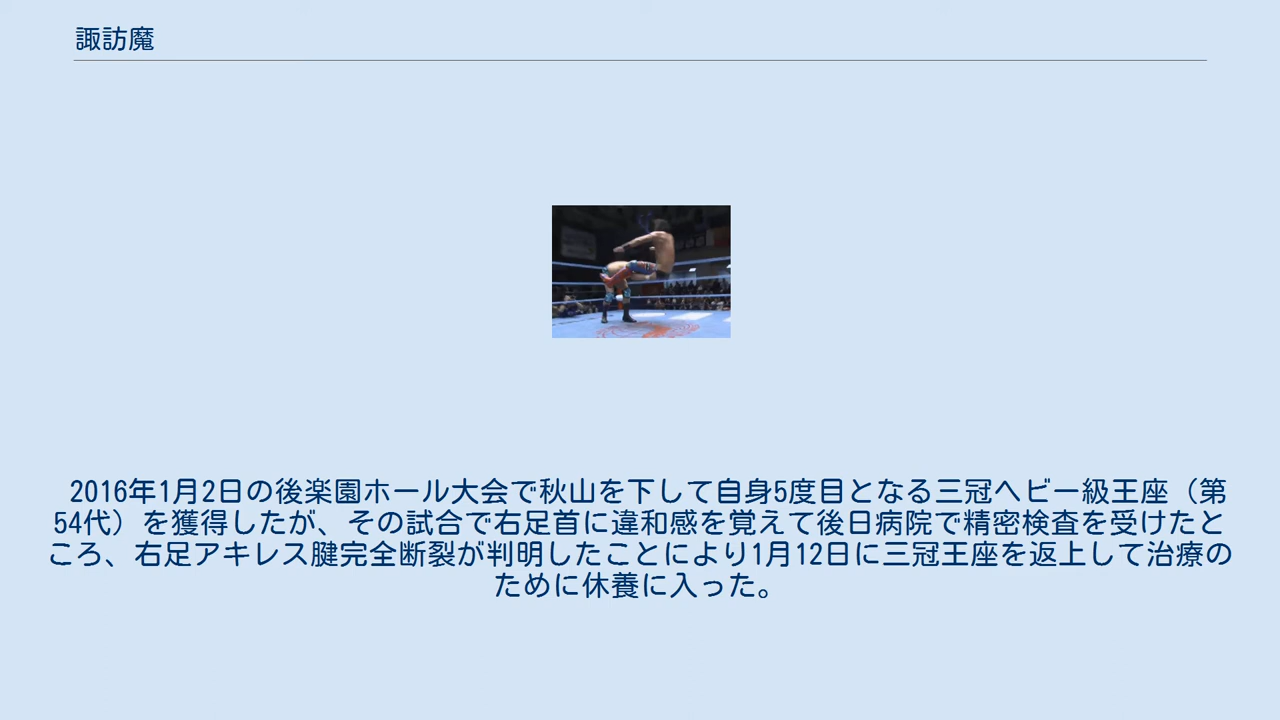 諏訪魔
2016年1月2日の後楽園ホール大会で秋山を下して自身5度目となる三冠ヘビー級王座（第
54代）を獲得したが、その試合で右足首に違和感を覚えて後日病院で精密検査を受けたと
ころ、右足アキレス腱完全断裂が判明したことにより1月12日に三冠王座を返上して治療の
ために休養に入った。